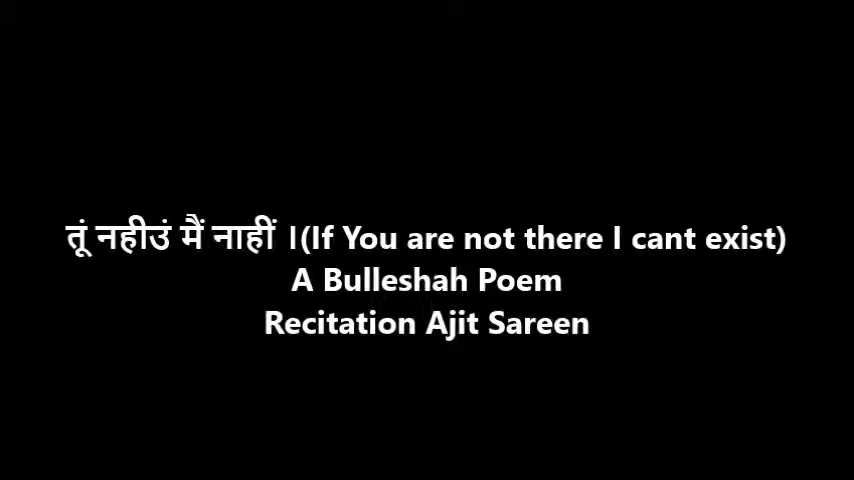 तूं नहीउं मैं नाहीं ।(If You are not there I cant exist)
A Bulleshah Poem
Recitation Ajit Sareen